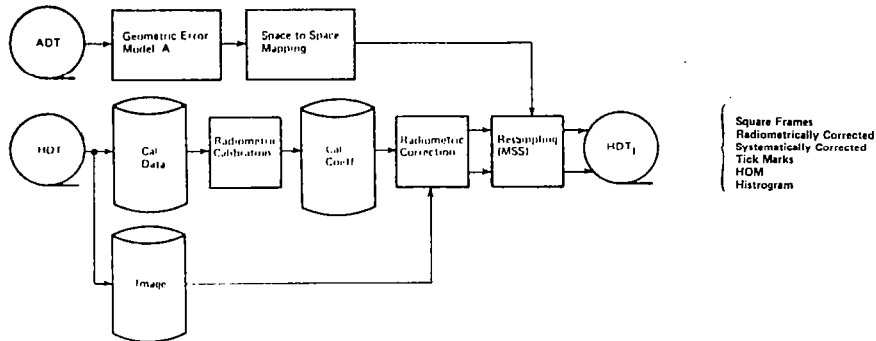 ADT
Geometric Error
Model A
Space to Space
Mapping
HDT
Cal
Data
Radiometric
Calibration
Cal
Coeff
Radiometric
Correction
Resampling
(MSS)
HDT1
Image
Square Frames
Radiometrically Corrected
Systematically Corrected
Tick Marks
HOM
Histrogram